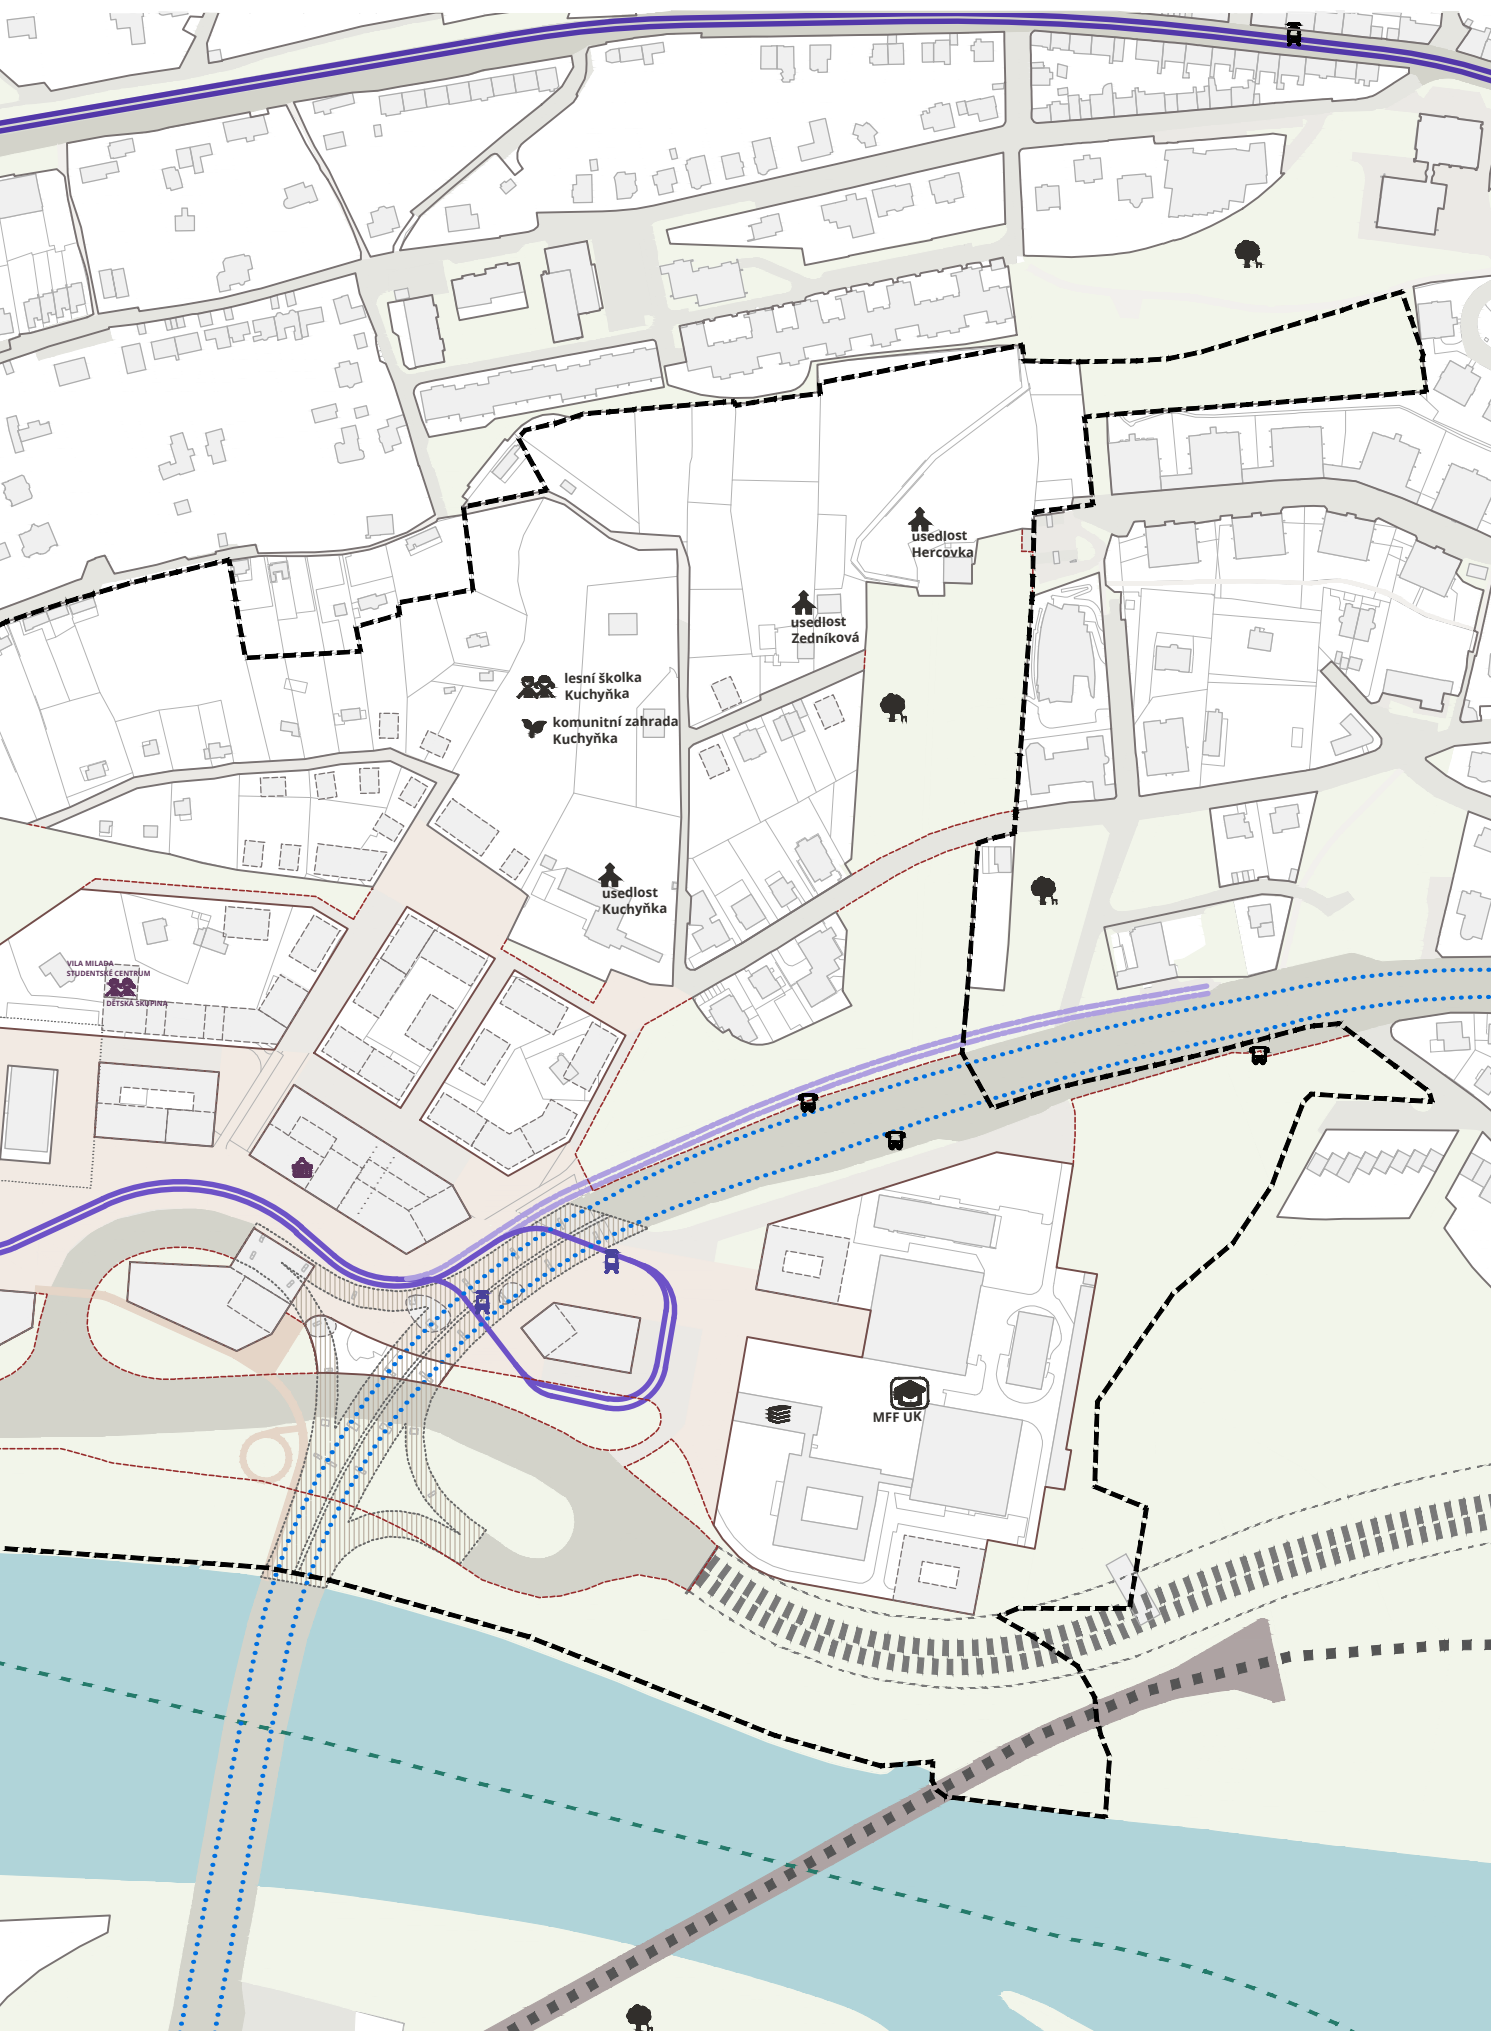 usedlost
Hercovka
usedlost
Zedníková
lesní školka
Kuchyňka
komunitní zahrada
Kuchyňka
usedlost
Kuchyňka
VILA MILADA
STUDENTSKÉ CENTRUM
DĚTSKÁ SKUPINA
MFF UK